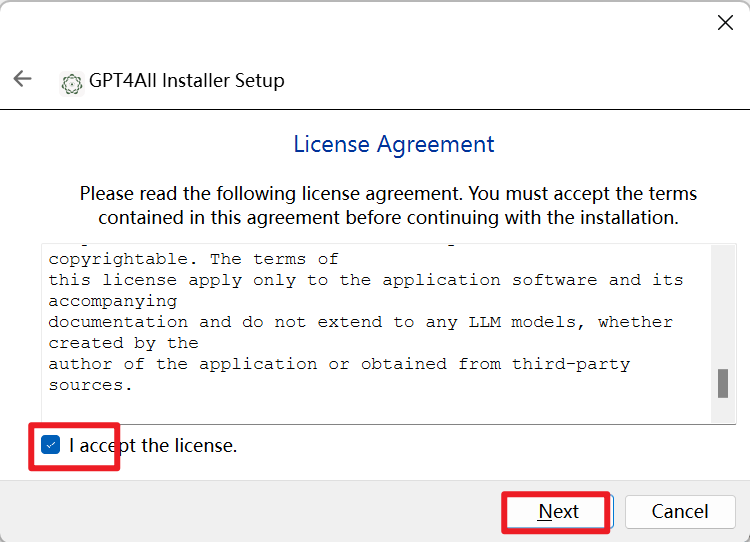 GPT4All Installer Setup
License Agreement
Please read the following license agreement. You must accept the terms
contained in this agreement before continuing with the installation.
copyrightable. The terms of
this license apply only to the application software and its
accompanying
documentation and do not extend to any LLM models, whether
created by the
author of the application or obtained from third-party
sources.
I accept the license.
Next
Cancel